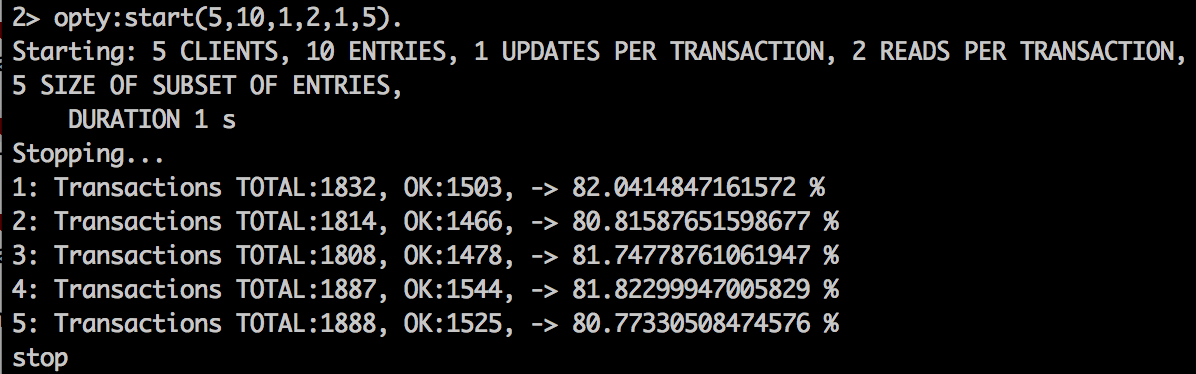 2> opty:start(5,10,1,2,1,5).
Starting: 5 CLIENTS, 10 ENTRIES, 1 UPDATES PER TRANSACTION, 2 READS PER TRANSACTION,
5 SIZE OF SUBSET OF ENTRIES,
    DURATION 1 s
Stopping...
1: Transactions TOTAL:1832, OK:1503, -> 82.0414847161572 %
2: Transactions TOTAL:1814, OK:1466, -> 80.81587651598677 %
3: Transactions TOTAL:1808, OK:1478, -> 81.74778761061947 %
4: Transactions TOTAL:1887, OK:1544, -> 81.82299947005829 %
5: Transactions TOTAL:1888, OK:1525, -> 80.77330508474576 %
stop